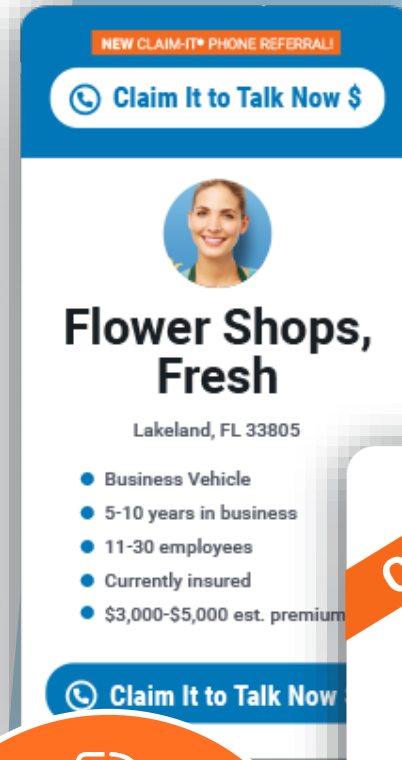 NEW CLAIM-IT® PHONE REFERRAL!
Claim It to Talk Now $
Flower Shops,
Fresh
Lakeland, FL 33805
Business Vehicle
5-10 years in business
11-30 employees
Currently insured
$3,000-$5,000 est. premium
Claim It to Talk Now